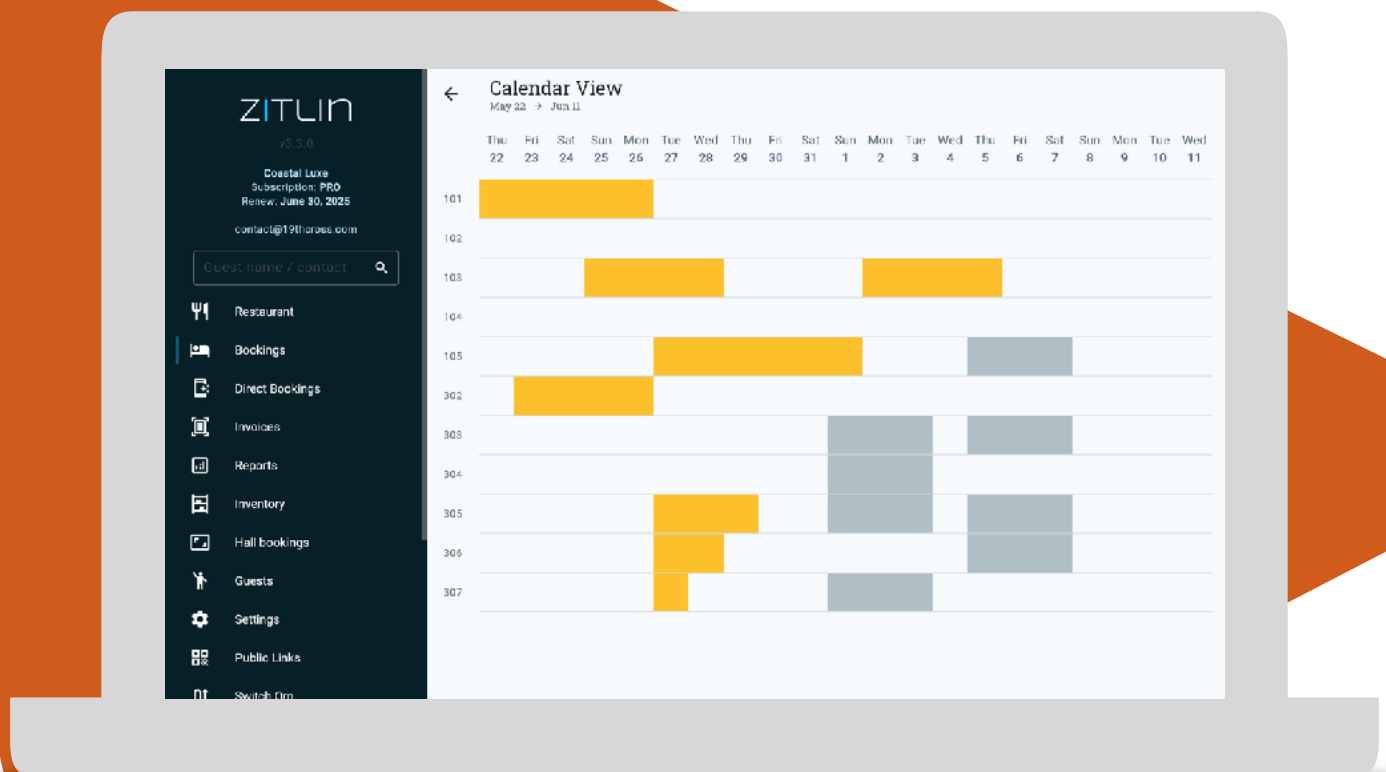 ZITLIN
v3.3.0
Coastal Luxe
Subscription: PRO
Renew: June 30, 2025
contact@19thcross.com
Guest name / contact
Restaurant
Bookings
Direct Bookings
Invoices
Reports
Inventory
Hall bookings
Guests
Settings
Public Links
Switch Org
Calendar View
May 22 → Jun 11
Thu Fri Sat Sun Mon Tue Wed Thu Fri Sat Sun Mon Tue Wed Thu Fri Sat Sun Mon Tue Wed
22 23 24 25 26 27 28 29 30 31 1 2 3 4 5 6 7 8 9 10 11
101
102
103
104
105
302
303
304
305
306
307